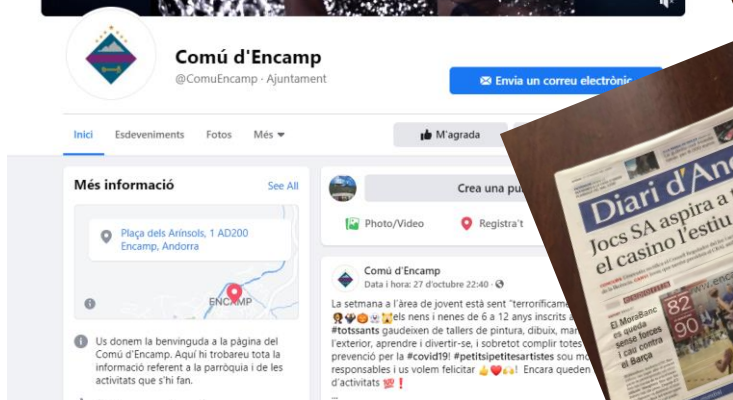 Comú d'Encamp
@ComuEncamp · Ajuntament
Envia un correu electrònic
Inici Esdeveniments Fotos Més
M'agrada
Més informació
See All
Plaça dels Arinsols, 1 AD200
Encamp, Andorra
ENCAMP
Us donem la benvinguda a la pàgina del
Comú d'Encamp. Aquí hi trobareu tota la
informació referent a la parròquia i de les
activitats que s'hi fan.
Crea una pu
Photo/Video
Registra't
Comú d'Encamp
Data i hora: 27 d'octubre 22:40 ·
La setmana a l'àrea de jovent està sent "terroríficame
👩🎃😱els nens i nenes de 6 a 12 anys inscrits a
#totssants gaudeixen de tallers de pintura, dibuix, man
l'exterior, aprendre i divertir-se, i sobretot complir totes
prevenció per la #covid19! #petitsipetitesartistes sou mo
responsables i us volem felicitar 👍❤️👏! Encara queden
d'activitats 💯❗
...
Diari d'An
Jocs SA aspira a t
el casino l'estiu
www.enca
El MoraBanc
es queda
sense forces
i cau contra
el Barça
82
90